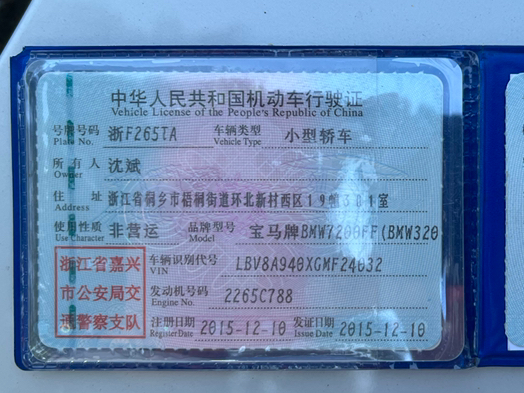 中华人民共和国机动车行驶证
Vehicle License of the People's Republic of China
号牌号码 浙F265TA 车辆类型 小型轿车
Plate No. Vehicle Type
所有人 沈斌
Owner
住址 浙江省桐乡市梧桐街道环北新村西区19幢301室
Address
使用性质 非营运 品牌型号 宝马牌BMW7200FF(BMW320
Use Character Model
浙江省嘉兴
市公安局交
通警察支队
车辆识别代号 LBV8A940XGMF24032
VIN
发动机号码 2265C788
Engine No.
注册日期 2015-12-10 发证日期 2015-12-10
Register Date Issue Date